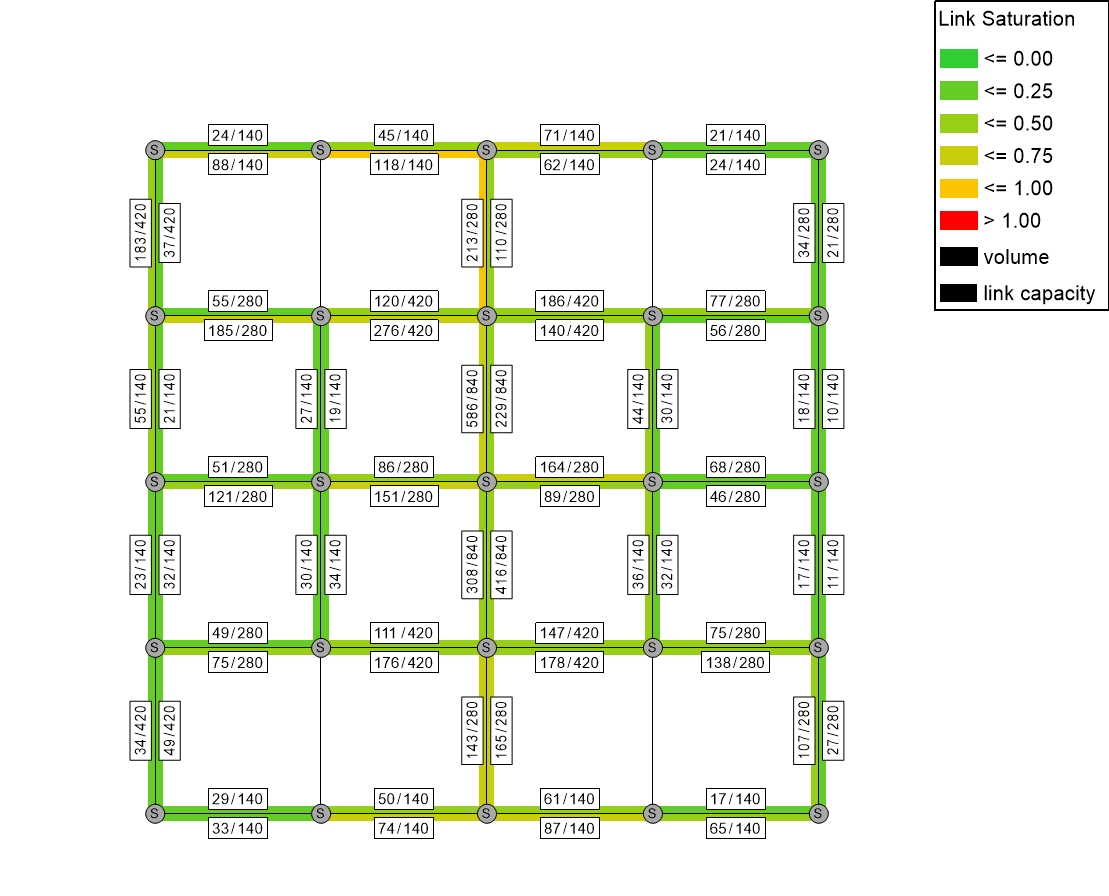 Link Saturation
<= 0.00
<= 0.25
<= 0.50
<= 0.75
<= 1.00
> 1.00
volume
link capacity
24/140
45/140
71/140
21/140
S
S
S
S
S
88/140
118/140
62/140
24/140
183/420
37/420
213/280
110/280
34/280
21/280
55/280
120/420
186/420
77/280
S
S
S
S
S
185/280
276/420
140/420
56/280
55/140
21/140
27/140
19/140
586/840
229/840
44/140
30/140
18/140
10/140
51/280
86/280
164/280
68/280
S
S
S
S
S
121/280
151/280
89/280
46/280
23/140
32/140
30/140
34/140
308/840
416/840
36/140
32/140
17/140
11/140
49/280
111/420
147/420
75/280
S
S
S
S
S
75/280
176/420
178/420
138/280
34/420
49/420
143/280
165/280
107/280
27/280
29/140
50/140
61/140
17/140
S
S
S
S
S
33/140
74/140
87/140
65/140